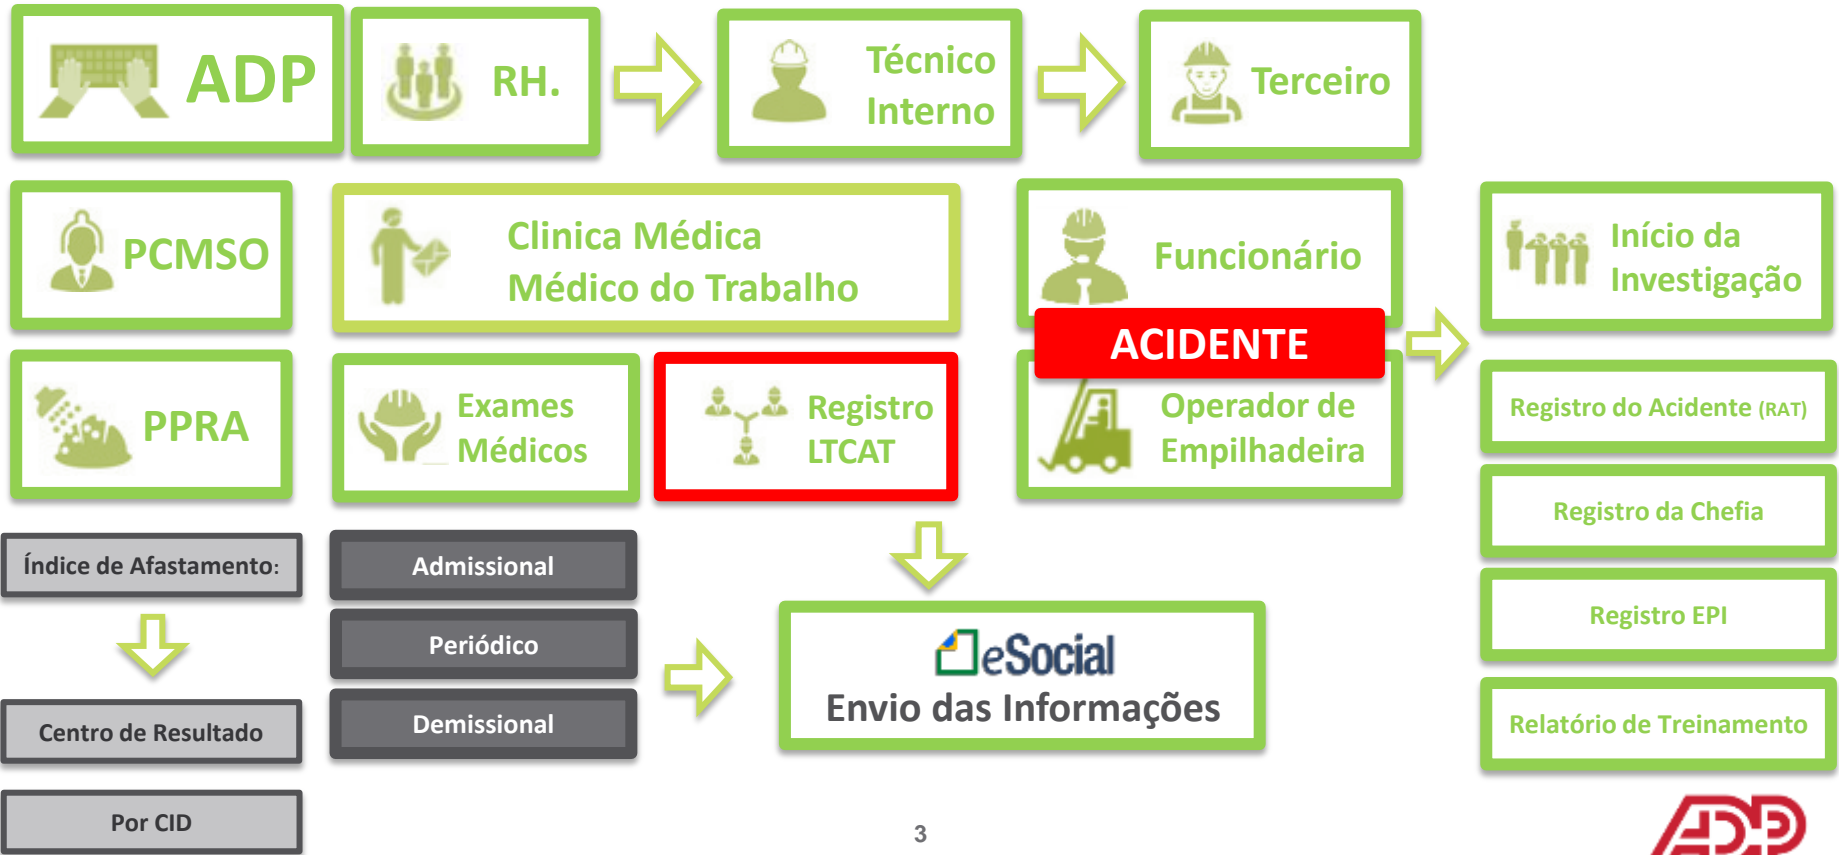 ADP
RH.
Técnico
Interno
Terceiro
PCMSO
Clinica Médica
Médico do Trabalho
Funcionário
Início da
Investigação
ACIDENTE
PPRA
Exames
Médicos
Registro
LTCAT
Operador de
Empilhadeira
Registro do Acidente (RAT)
Registro da Chefia
Registro EPI
Relatório de Treinamento
Índice de Afastamento:
Centro de Resultado
Por CID
Admissional
Periódico
Demissional
eSocial
Envio das Informações
3
ADP